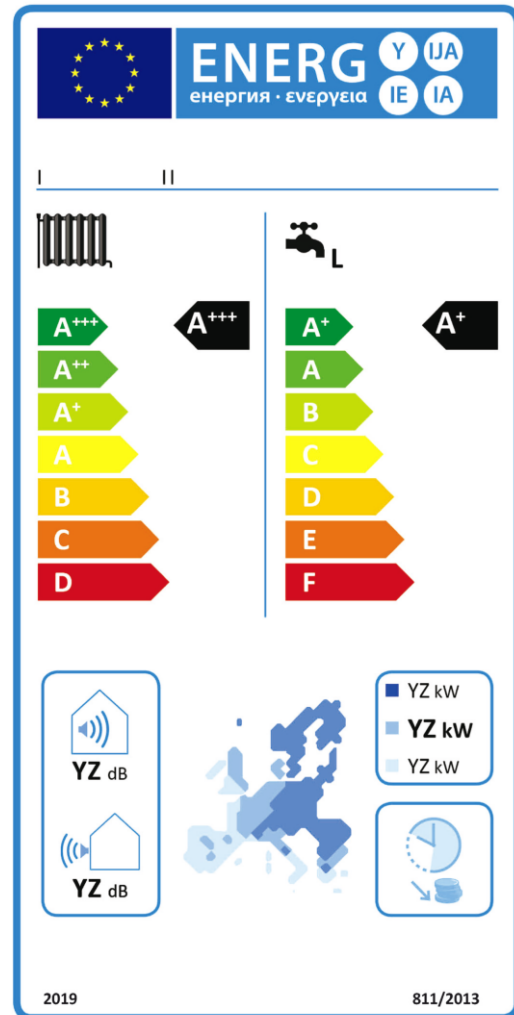 ENERG Y IJA
енергия · ενεργεια IE IA
I II
L
A+++ A+++
A++
A+
A
B
C
D
A+ A+
A
B
C
D
E
F
YZ dB
YZ dB
YZ kW
YZ kW
YZ kW
2019 811/2013